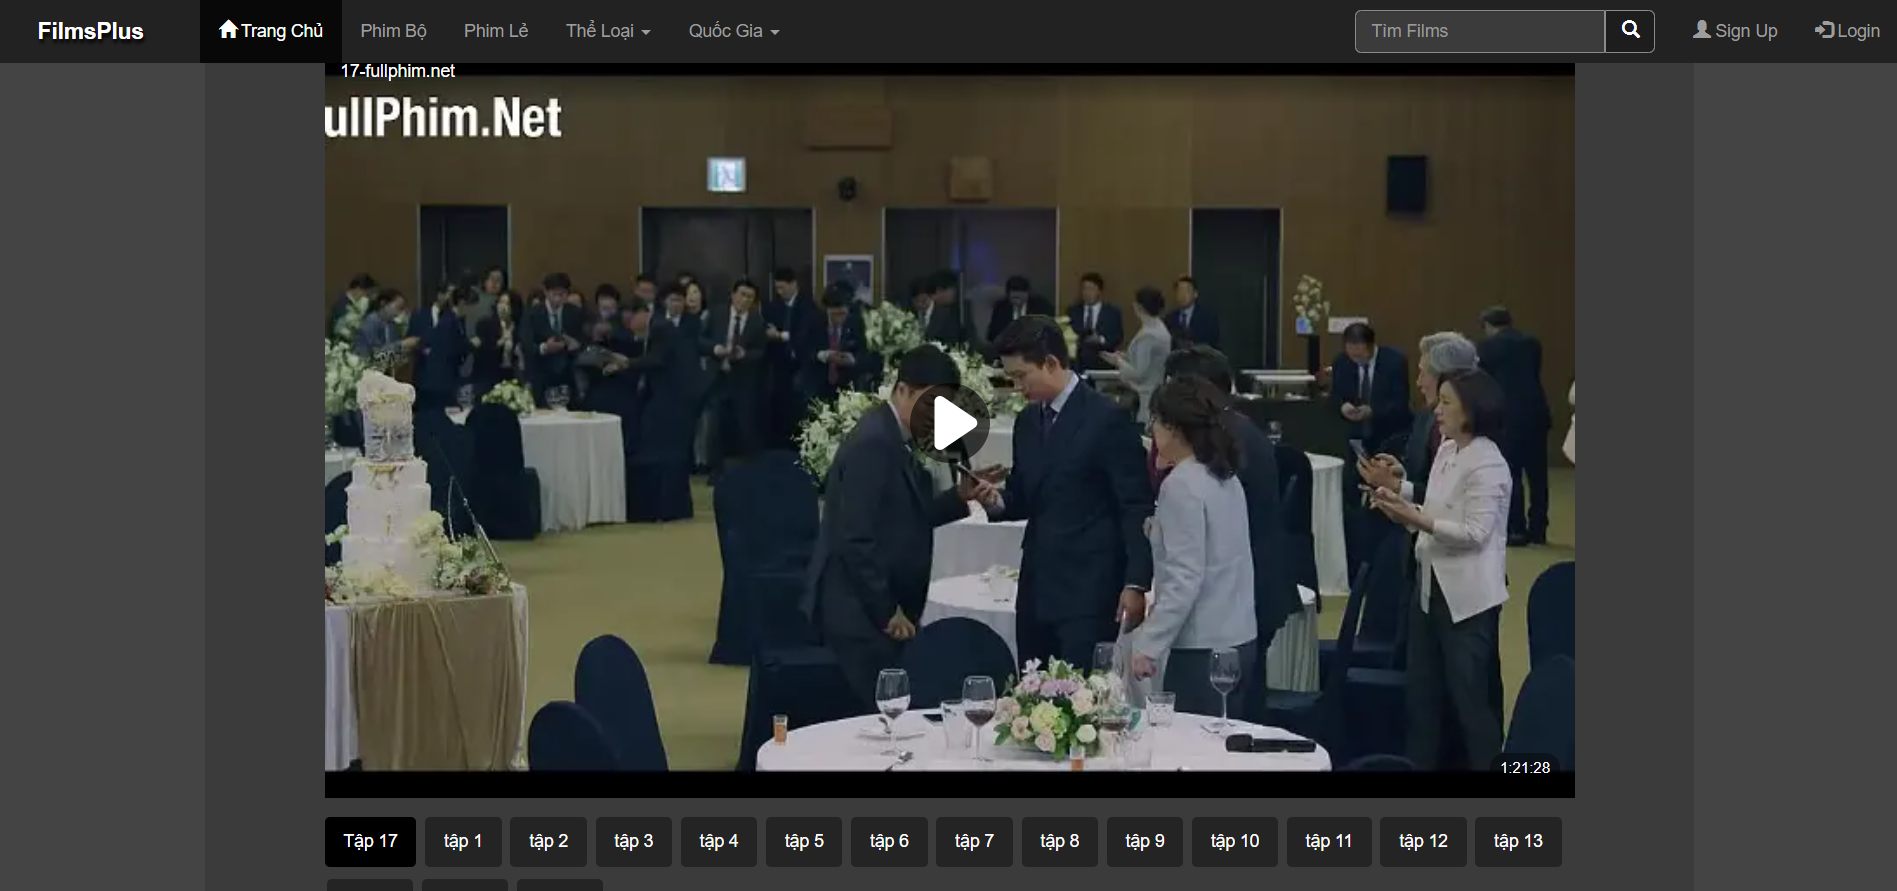 FilmsPlus
Trang Chủ
Phim Bộ
Phim Lẻ
Thể Loại
Quốc Gia
Tìm Films
Sign Up
Login
17-fullphim.net
ullPhim.Net
1:21:28
Tập 17
tập 1
tập 2
tập 3
tập 4
tập 5
tập 6
tập 7
tập 8
tập 9
tập 10
tập 11
tập 12
tập 13